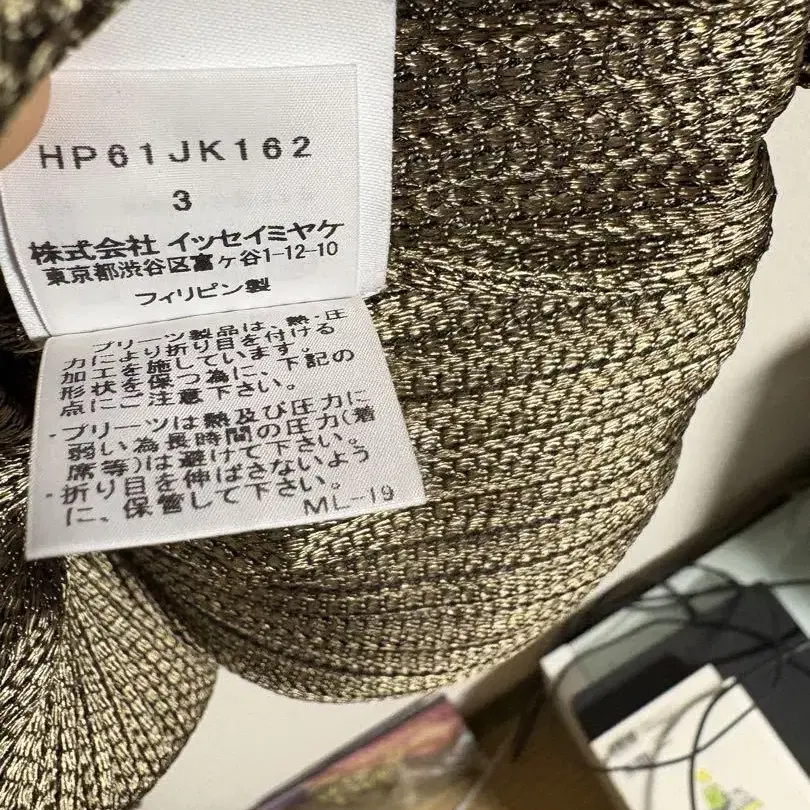 HP61JK162
3
株式会社 イッセイミヤケ
東京都渋谷区富ヶ谷1-12-10
フィリピン製
プリーツ製品は、熱・圧
力により折り目を付ける
加工を施しています。
形状を保つ為に、下記の
点にご注意下さい。
・プリーツは熱及び圧力に
弱い為長時間の圧力(着
席等)は避けて下さい。
・折り目を伸ばさないよう
に、保管して下さい。
ML-19